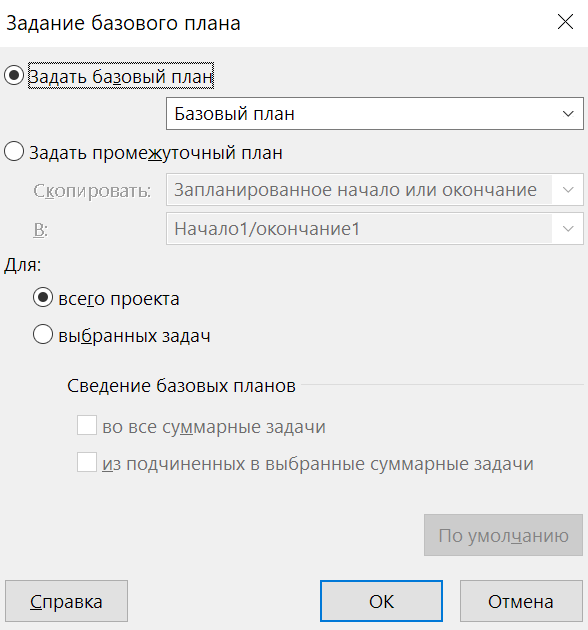 Задание базового плана
Задать базовый план
Базовый план
Задать промежуточный план
Скопировать: Запланированное начало или окончание
В: Начало1/окончание1
Для:
всего проекта
выбранных задач
Сведение базовых планов
во все суммарные задачи
из подчиненных в выбранные суммарные задачи
По умолчанию
Справка ОК Отмена